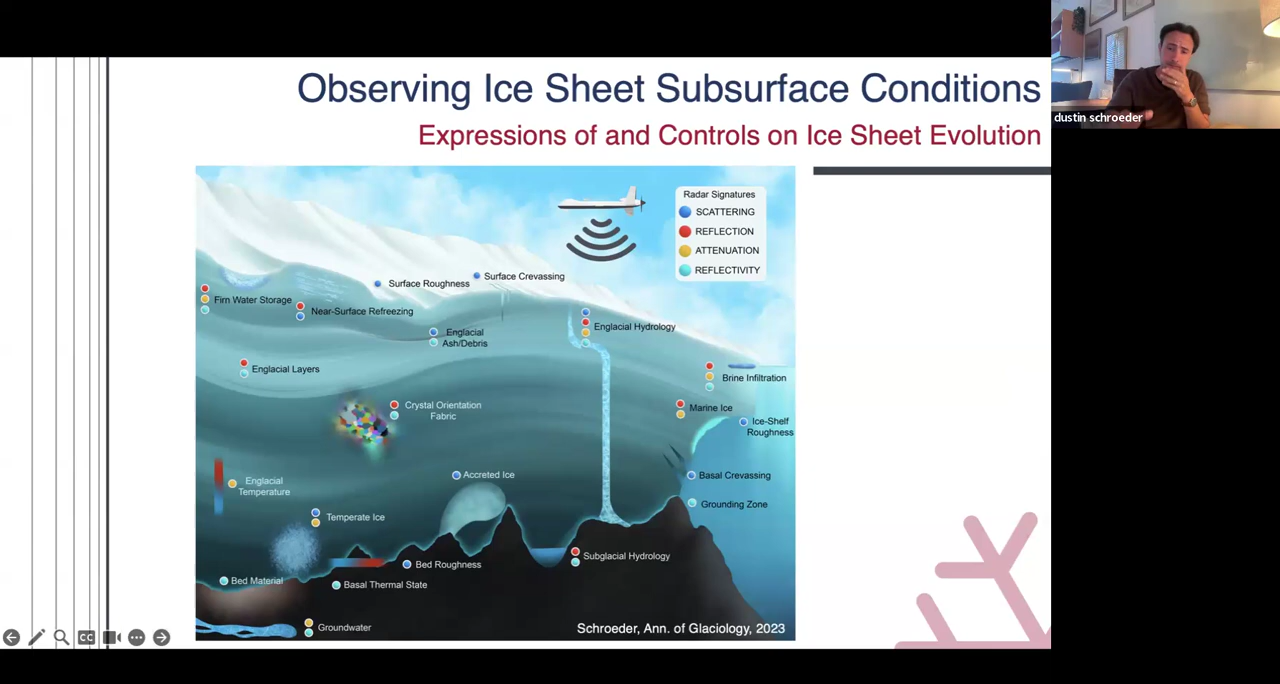 Observing Ice Sheet Subsurface Conditions
Expressions of and Controls on Ice Sheet Evolution
dustin schroeder
Radar Signatures
SCATTERING
REFLECTION
ATTENUATION
REFLECTIVITY
Surface Crevassing
Surface Roughness
Firn Water Storage
Near-Surface Refreezing
Englacial
Ash/Debris
Englacial Hydrology
Englacial Layers
Brine Infiltration
Crystal Orientation
Fabric
Marine Ice
Ice-Shelf
Roughness
Accreted Ice
Basal Crevassing
Englacial
Temperature
Grounding Zone
Temperate Ice
Subglacial Hydrology
Bed Roughness
Bed Material
Basal Thermal State
Groundwater
Schroeder, Ann. of Glaciology, 2023
CC